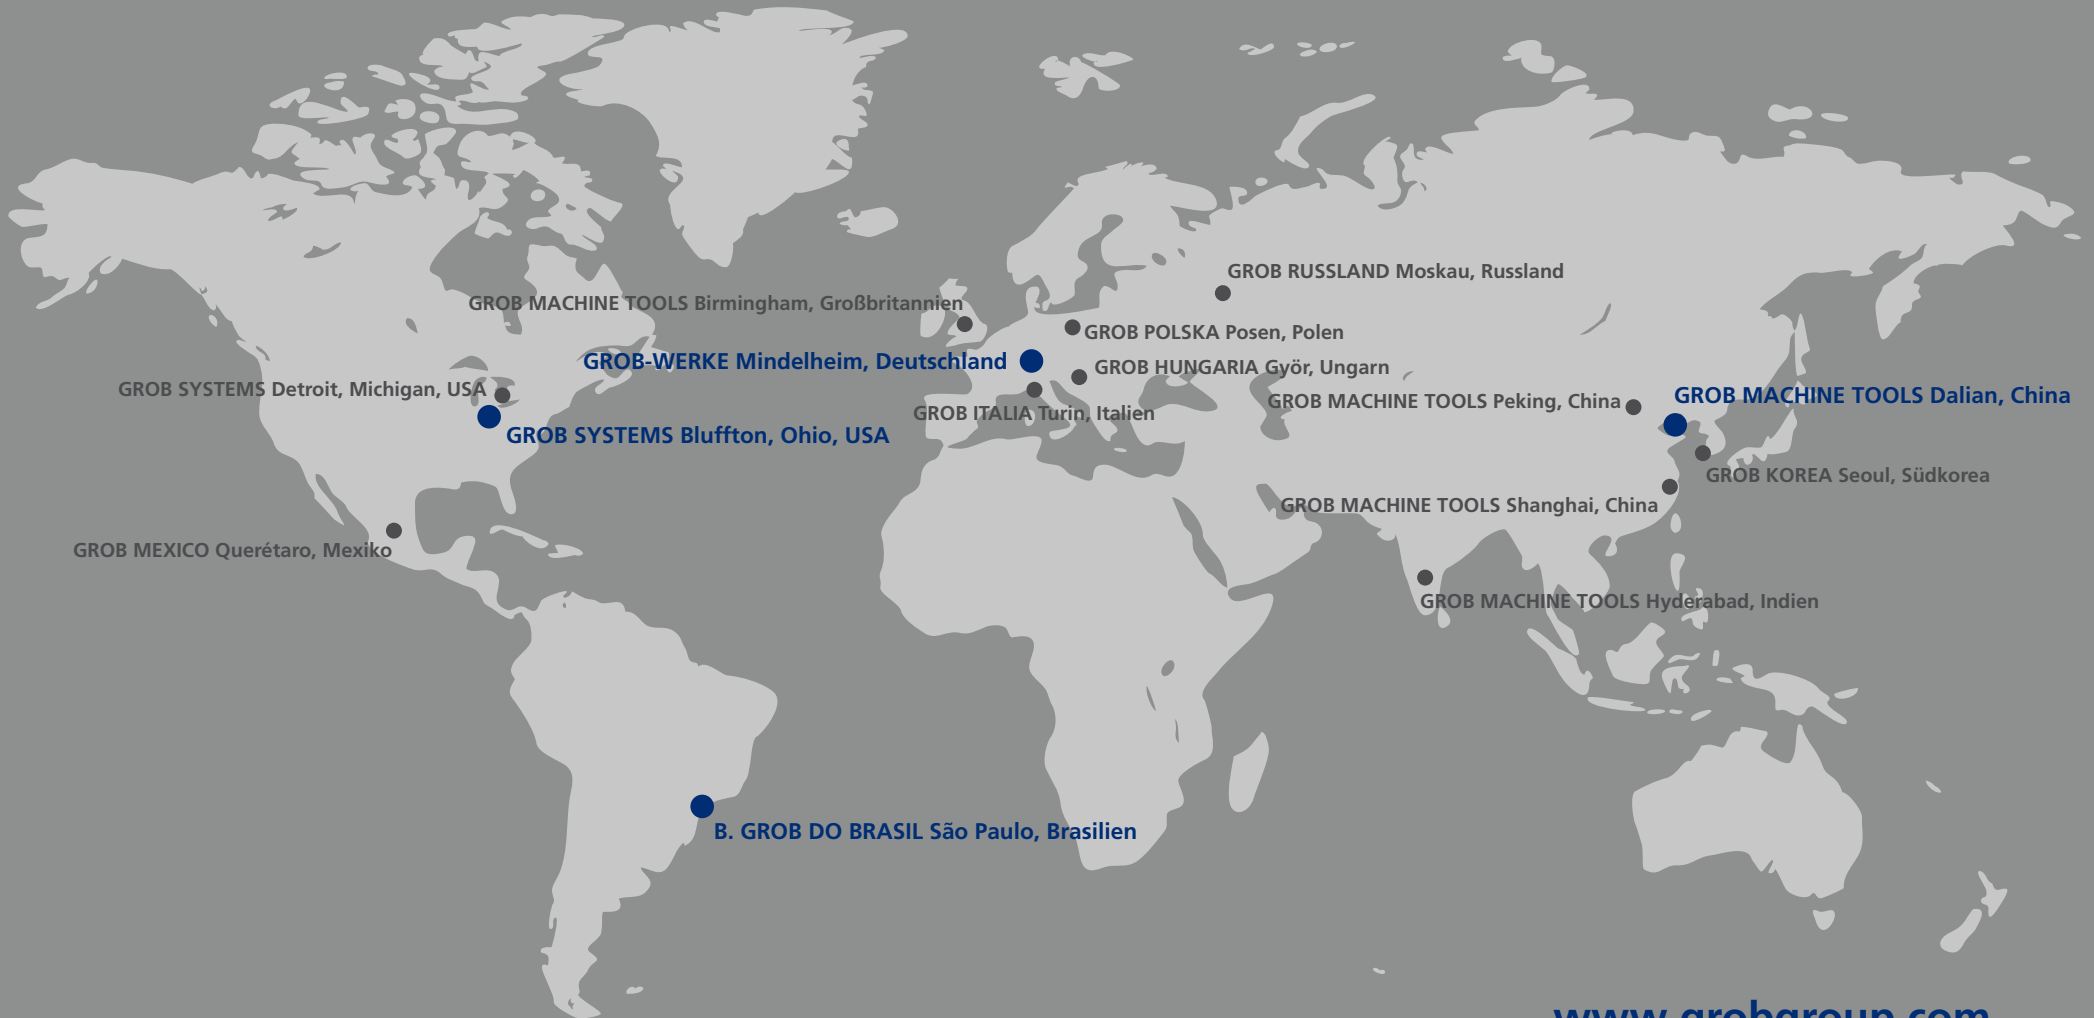 GROB RUSSLAND Moskau, Russland
GROB MACHINE TOOLS Birmingham, Großbritannien
GROB POLSKA Posen, Polen
GROB-WERKE Mindelheim, Deutschland
GROB HUNGARIA Györ, Ungarn
GROB SYSTEMS Detroit, Michigan, USA
GROB MACHINE TOOLS Dalian, China
GROB MACHINE TOOLS Peking, China
GROB ITALIA Turin, Italien
GROB SYSTEMS Bluffton, Ohio, USA
GROB KOREA Seoul, Südkorea
GROB MACHINE TOOLS Shanghai, China
GROB MEXICO Querétaro, Mexiko
GROB MACHINE TOOLS Hyderabad, Indien
B. GROB DO BRASIL São Paulo, Brasilien
www.grobgroup.com